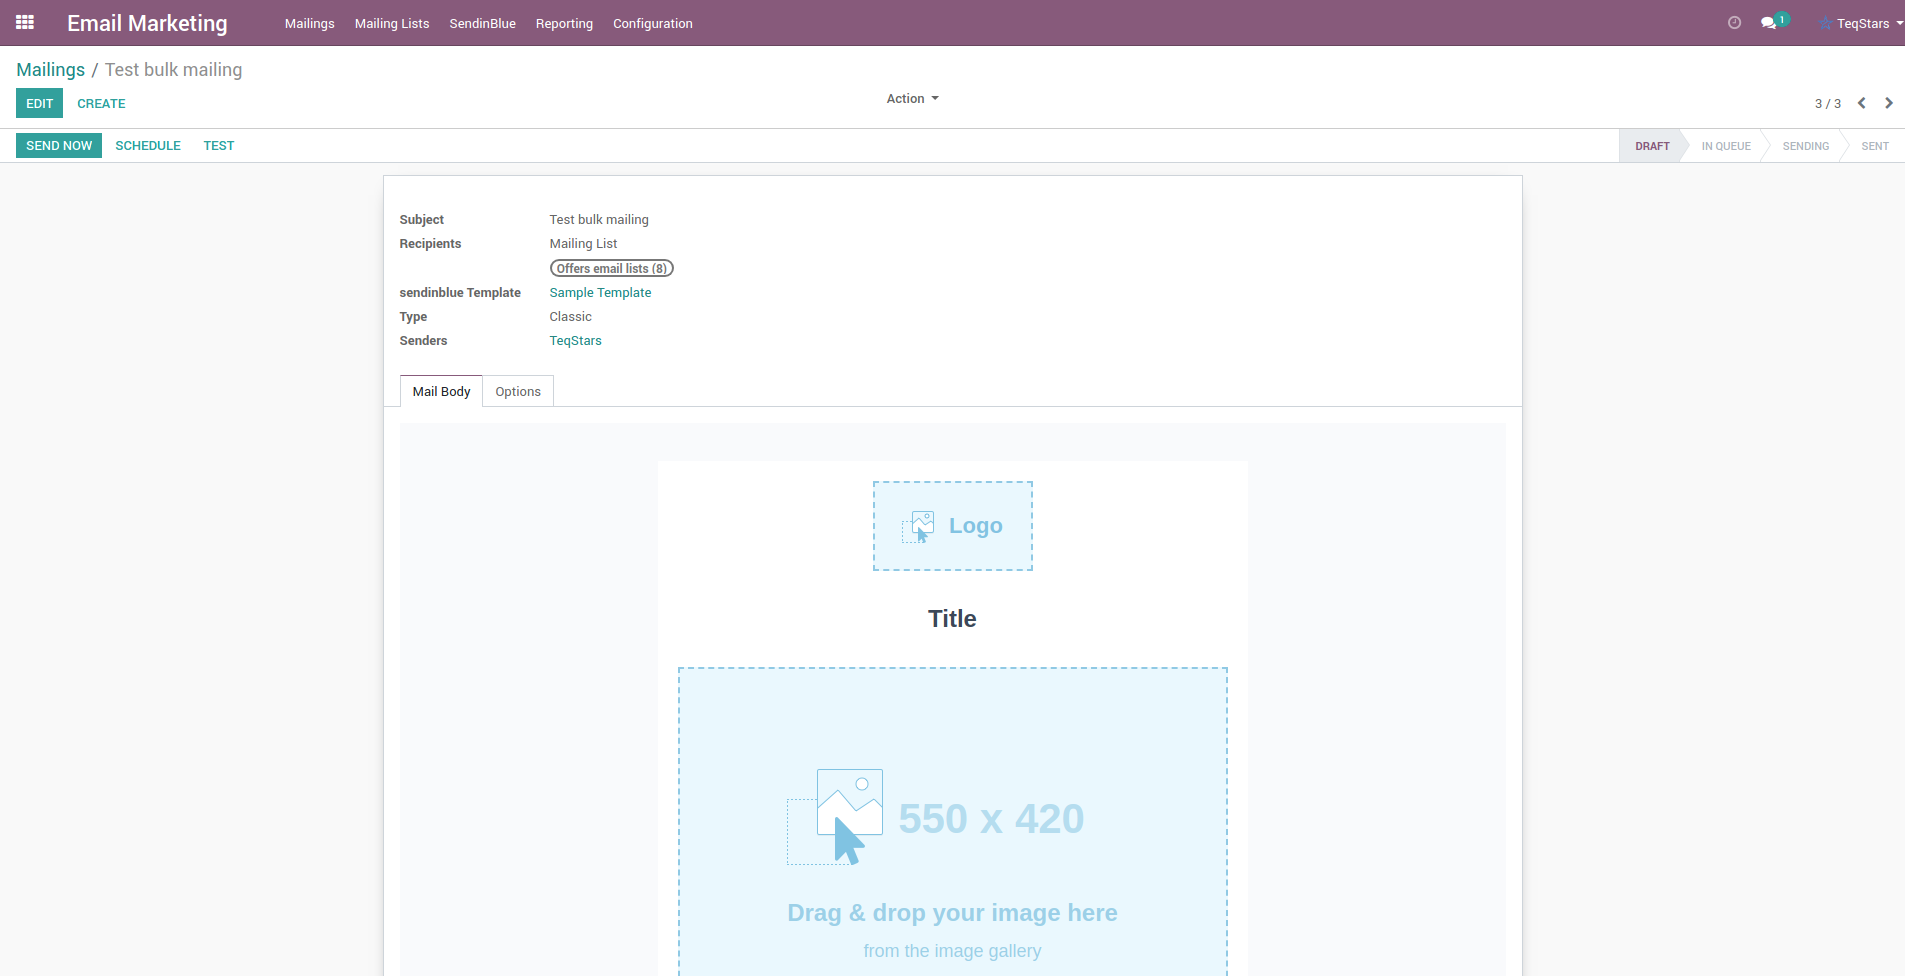 Email Marketing Mailings Mailing Lists SendinBlue Reporting Configuration 1 TeqStars
Mailings / Test bulk mailing
EDIT CREATE Action 3 / 3
SEND NOW SCHEDULE TEST DRAFT IN QUEUE SENDING SENT
Subject Test bulk mailing
Recipients Mailing List
Offers email lists (8)
sendinblue Template Sample Template
Type Classic
Senders TeqStars
Mail Body Options
Logo
Title
550 x 420
Drag & drop your image here
from the image gallery